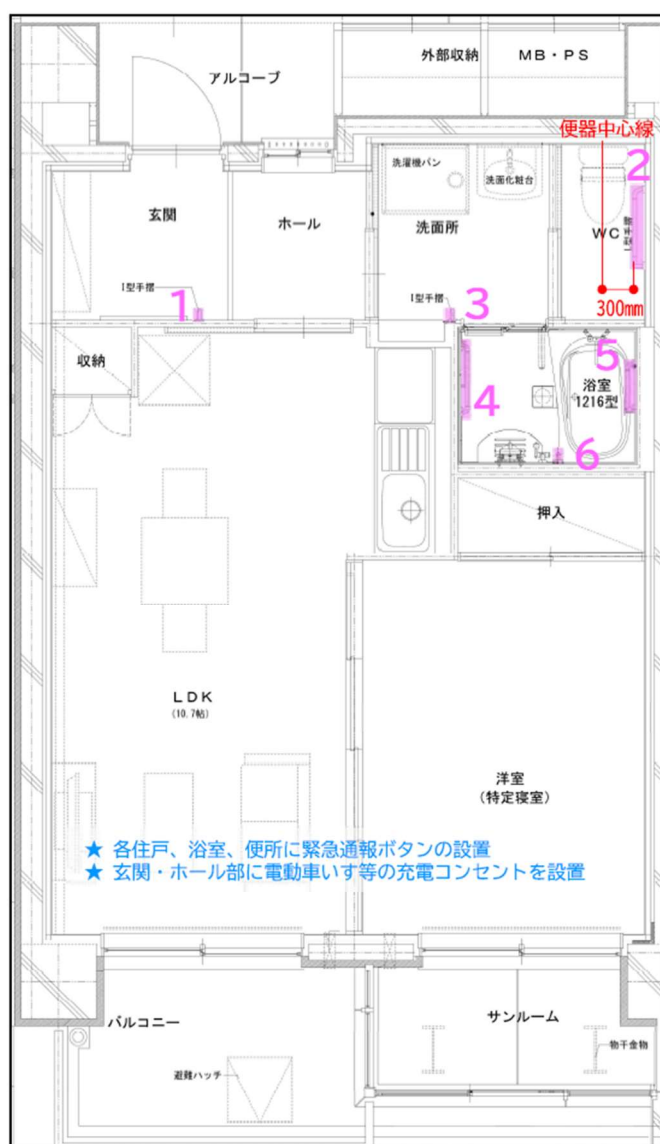 外部収納
MB・PS
アルコーブ
便器中心線
洗濯機パン
洗面化粧台
2
玄関
ホール
洗面所
WC
L型手摺
I型手摺
1
I型手摺
3
300mm
収納
4
5
浴室
1216型
6
押入
LDK
(10.7帖)
洋室
(特定寝室)
★ 各住戸、浴室、便所に緊急通報ボタンの設置
★ 玄関・ホール部に電動車いす等の充電コンセントを設置
バルコニー
サンルーム
物干金物
避難ハッチ